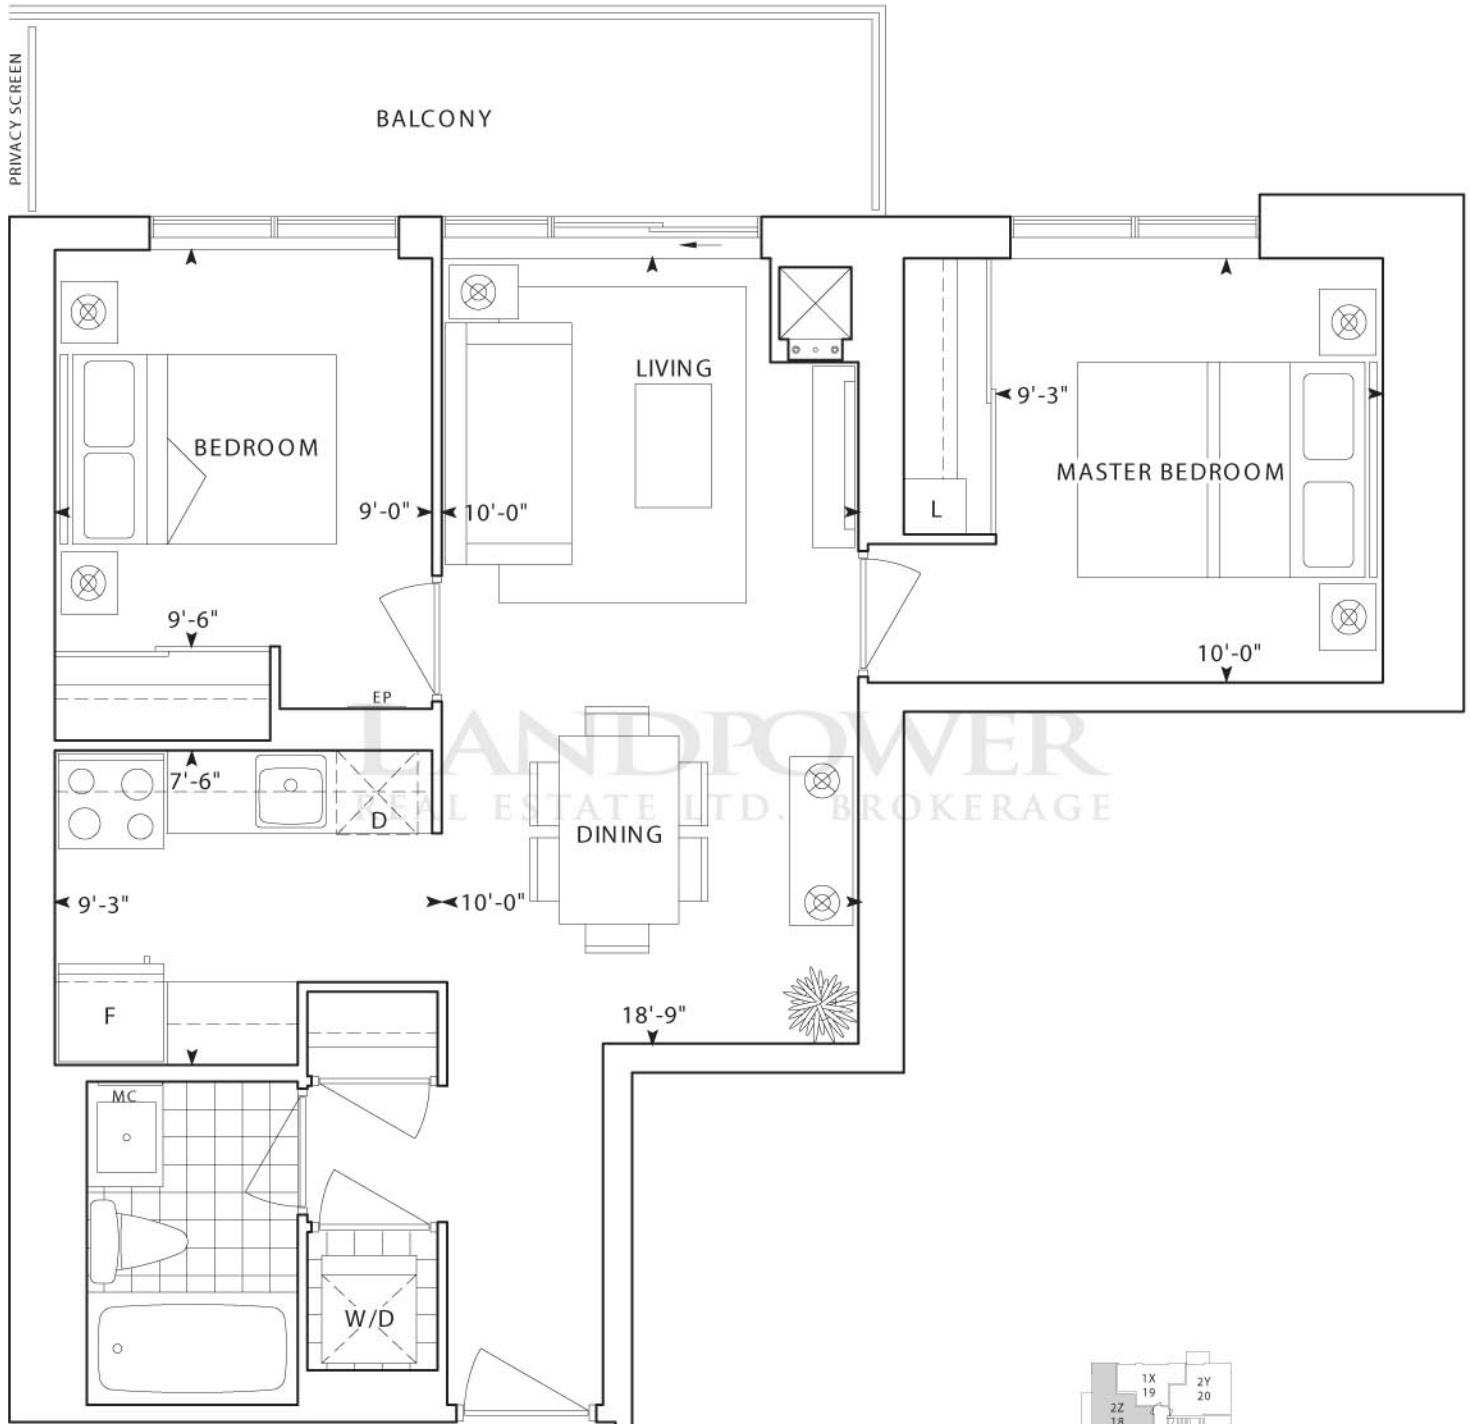 PRIVACY SCREEN
BALCONY
LIVING
9'-3"
BEDROOM
MASTER BEDROOM
9'-0"
10'-0"
L
9'-6"
10'-0"
EP
LANDPOWER
REAL ESTATE LTD. BROKERAGE
7'-6"
D
DINING
9'-3"
10'-0"
F
18'-9"
MC
W/D
1X
19
2Y
20
2Z
18